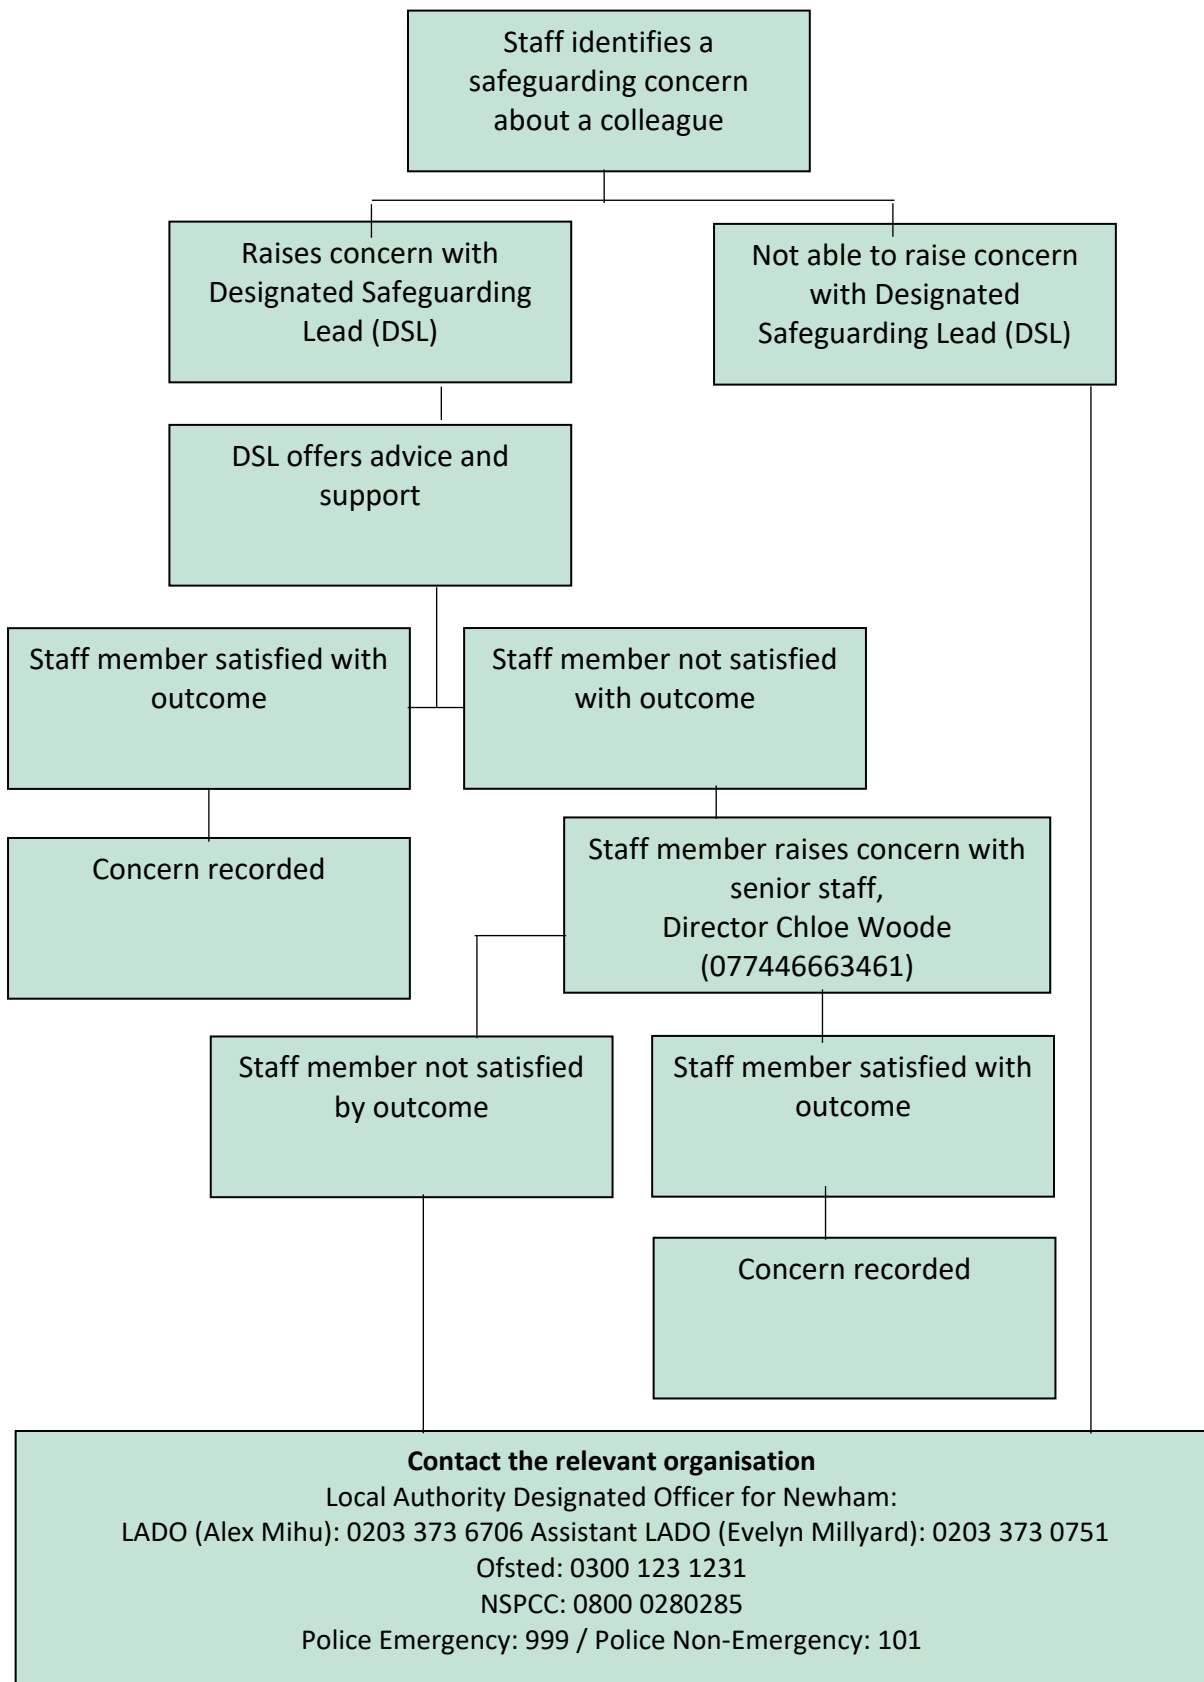 Staff identifies a
safeguarding concern
about a colleague
Raises concern with
Designated Safeguarding
Lead (DSL)
Not able to raise concern
with Designated
Safeguarding Lead (DSL)
DSL offers advice and
support
Staff member satisfied with
outcome
Staff member not satisfied
with outcome
Concern recorded
Staff member raises concern with
senior staff,
Director Chloe Woode
(077446663461)
Staff member not satisfied
by outcome
Staff member satisfied with
outcome
Concern recorded
Contact the relevant organisation
Local Authority Designated Officer for Newham:
LADO (Alex Mihu): 0203 373 6706 Assistant LADO (Evelyn Millyard): 0203 373 0751
Ofsted: 0300 123 1231
NSPCC: 0800 0280285
Police Emergency: 999 / Police Non-Emergency: 101